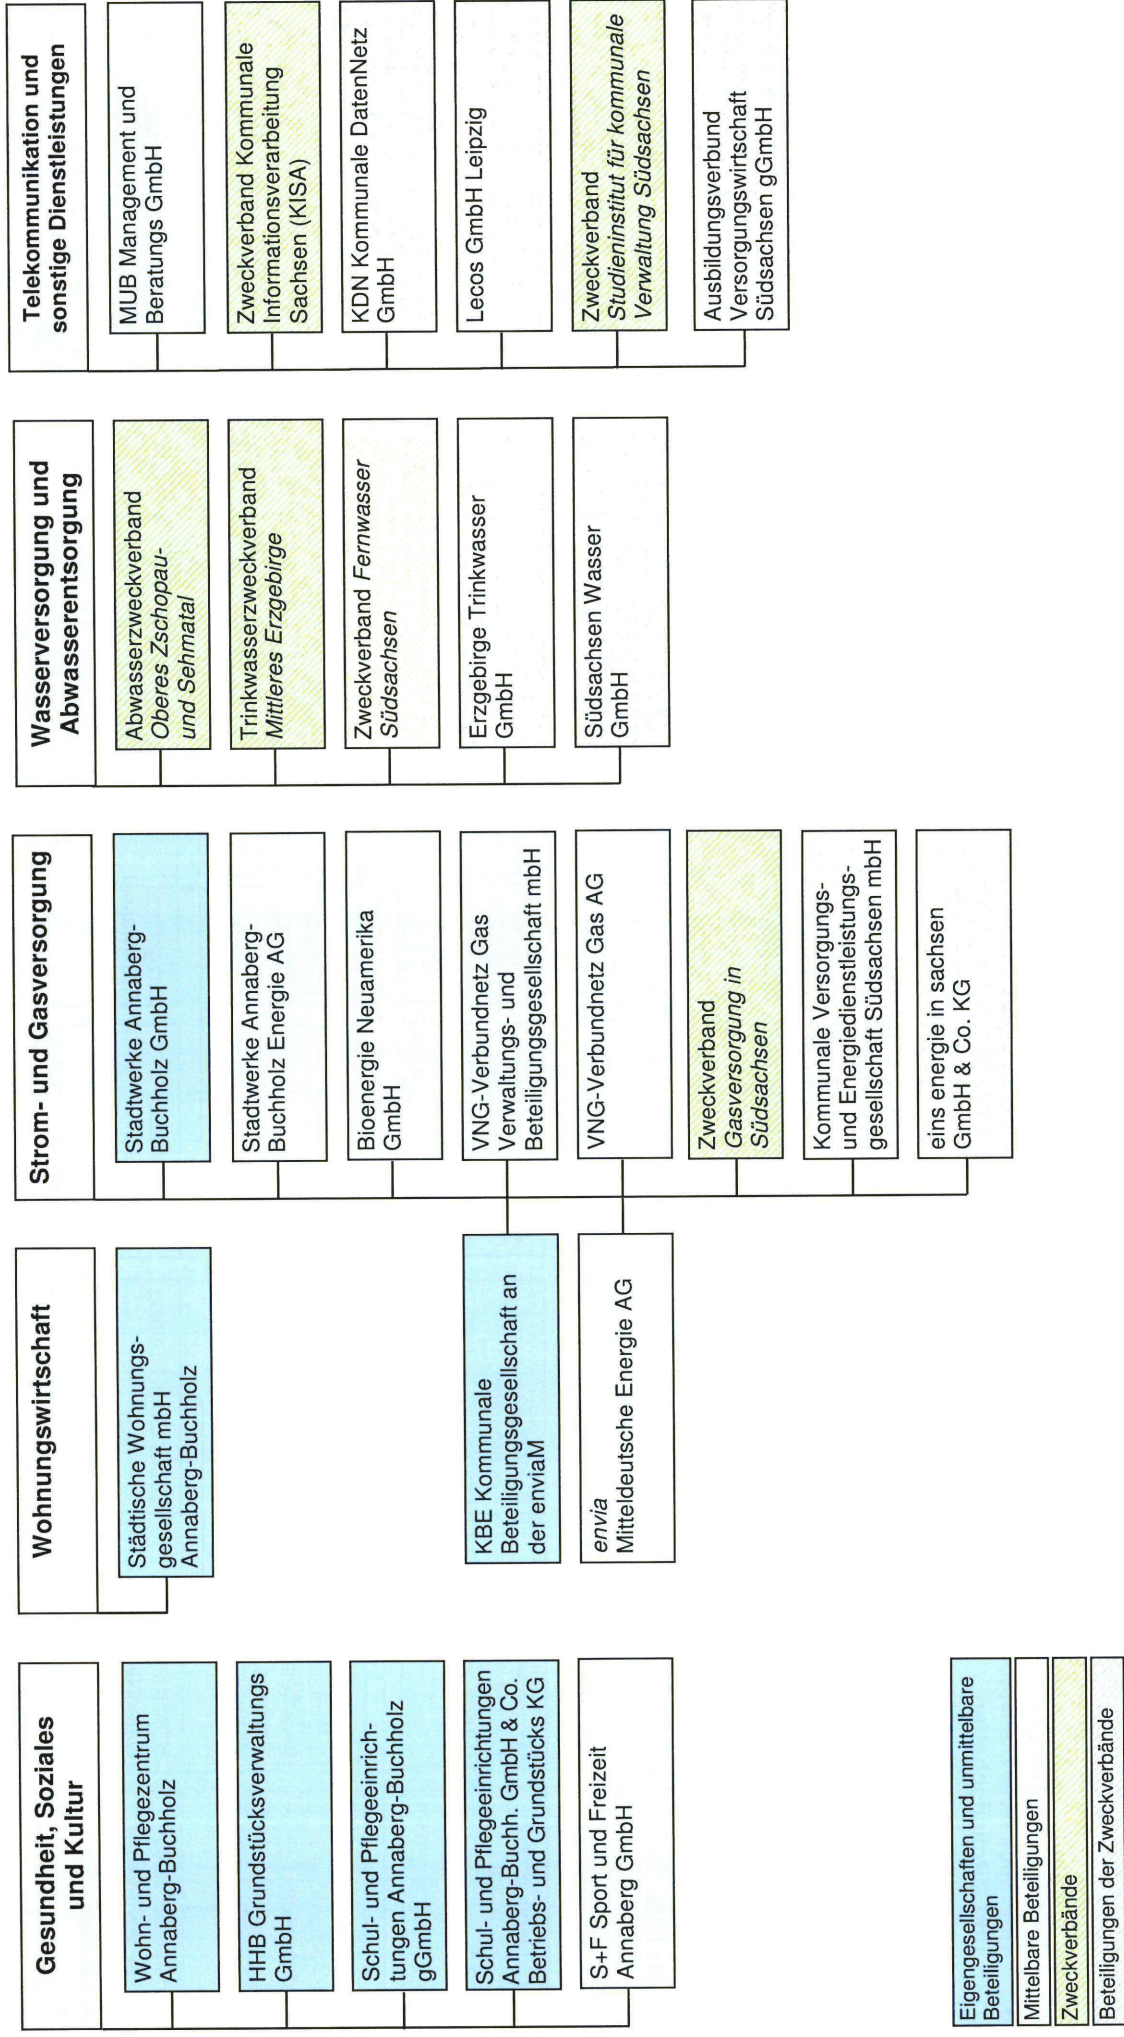 Gesundheit, Soziales
und Kultur
Wohn- und Pflegezentrum
Annaberg-Buchholz
HHB Grundstücksverwaltungs
GmbH
Schul- und Pflegeeinrich-
tungen Annaberg-Buchholz
gGmbH
Schul- und Pflegeeinrichtungen
Annaberg-Buchh. GmbH & Co.
Betriebs- und Grundstücks KG
S+F Sport und Freizeit
Annaberg GmbH
Wohnungswirtschaft
Städtische Wohnungs-
gesellschaft mbH
Annaberg-Buchholz
KBE Kommunale
Beteiligungsgesellschaft an
der enviaM
envia
Mitteldeutsche Energie AG
Strom- und Gasversorgung
Stadtwerke Annaberg-
Buchholz GmbH
Stadtwerke Annaberg-
Buchholz Energie AG
Bioenergie Neuamerika
GmbH
VNG-Verbundnetz Gas
Verwaltungs- und
Beteiligungsgesellschaft mbH
VNG-Verbundnetz Gas AG
Zweckverband
Gasversorgung in
Südsachsen
Kommunale Versorgungs-
und Energiedienstleistungs-
gesellschaft Südsachsen mbH
eins energie in sachsen
GmbH & Co. KG
Wasserversorgung und
Abwasserentsorgung
Abwasserzweckverband
Oberes Zschopau-
und Sehmatal
Trinkwasserzweckverband
Mittleres Erzgebirge
Zweckverband Fernwasser
Südsachsen
Erzgebirge Trinkwasser
GmbH
Südsachsen Wasser
GmbH
Telekommunikation und
sonstige Dienstleistungen
MUB Management und
Beratungs GmbH
Zweckverband Kommunale
Informationsverarbeitung
Sachsen (KISA)
KDN Kommunale DatenNetz
GmbH
Lecos GmbH Leipzig
Zweckverband
Studieninstitut für kommunale
Verwaltung Südsachsen
Ausbildungsverbund
Versorgungswirtschaft
Südsachsen gGmbH
Eigengesellschaften und unmittelbare
Beteiligungen
Mittelbare Beteiligungen
Zweckverbände
Beteiligungen der Zweckverbände